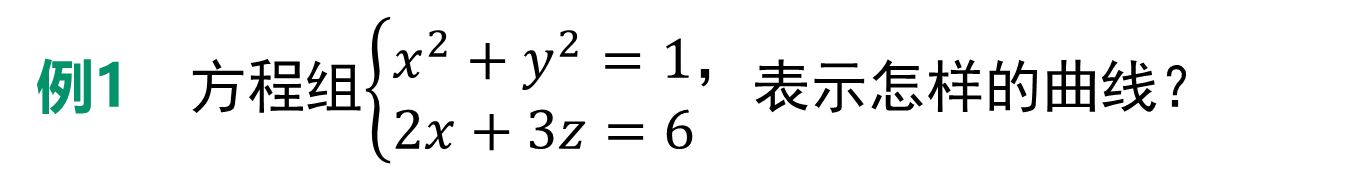 例1 方程组{x² + y² = 1,
2x + 3z = 6 表示怎样的曲线？